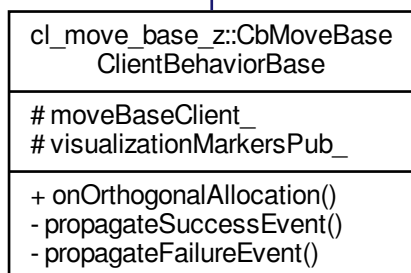 cl_move_base_z::CbMoveBase
ClientBehaviorBase
# moveBaseClient_
# visualizationMarkersPub_
+ onOrthogonalAllocation()
- propagateSuccessEvent()
- propagateFailureEvent()